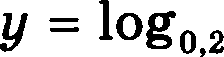 y = log₀,₂